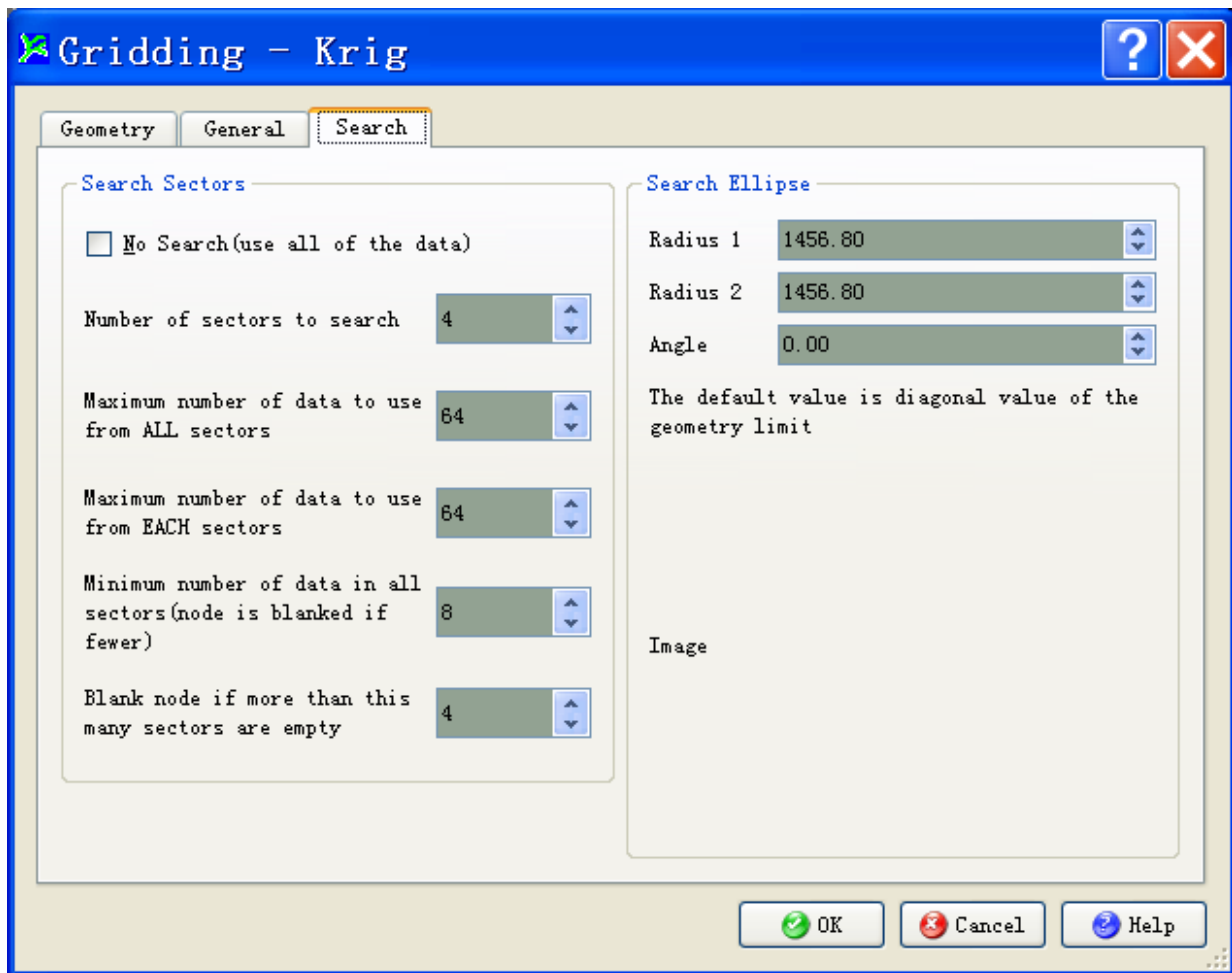 Gridding - Krig
Geometry
General
Search
Search Sectors
No Search(use all of the data)
Number of sectors to search
4
Maximum number of data to use
from ALL sectors
64
Maximum number of data to use
from EACH sectors
64
Minimum number of data in all
sectors(node is blanked if
fewer)
8
Blank node if more than this
many sectors are empty
4
Search Ellipse
Radius 1
1456.80
Radius 2
1456.80
Angle
0.00
The default value is diagonal value of the
geometry limit
Image
OK
Cancel
Help